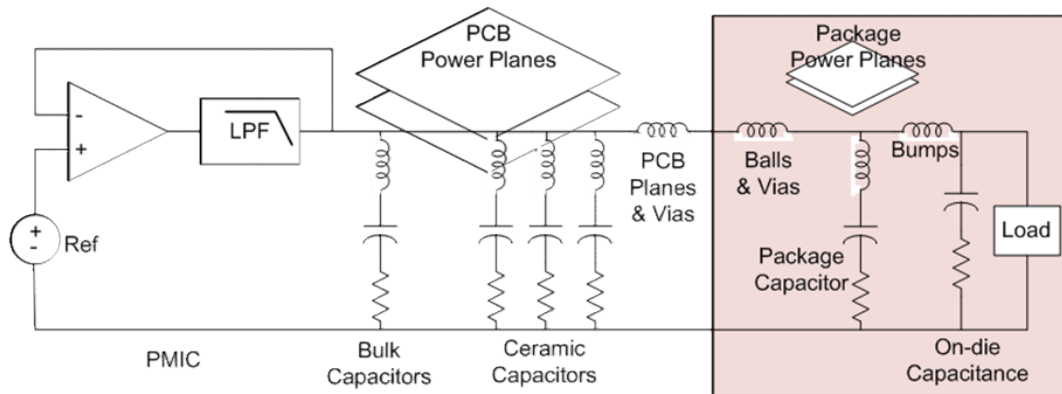 PCB
Power Planes
Package
Power Planes
-
+
LPF
PCB
Planes
& Vias
Balls
& Vias
Bumps
+
-
Ref
Load
Package
Capacitor
PMIC
Bulk
Capacitors
Ceramic
Capacitors
On-die
Capacitance